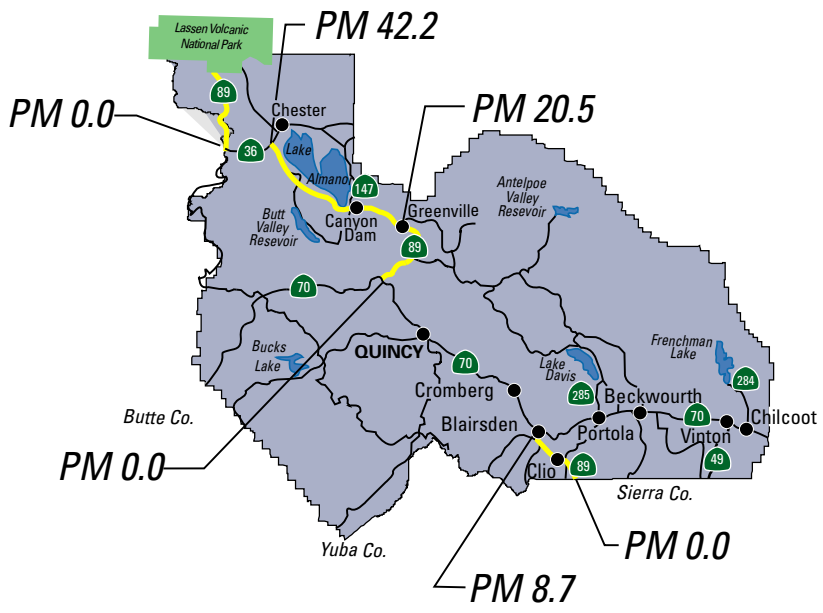 Lassen Volcanic
National Park
PM 42.2
89
Chester
PM 20.5
PM 0.0
36
Lake
Almano
147
Antelpoe
Valley
Resevoir
Greenville
Butt
Valley
Resevoir
Canyon
Dam
89
70
Bucks
Lake
QUINCY
70
Frenchman
Lake
Lake
Davis
284
Cromberg
285
Beckwourth
Butte Co.
Blairsden
Portola
70
Vinton
Chilcoot
PM 0.0
Clio
89
49
Sierra Co.
Yuba Co.
PM 0.0
PM 8.7